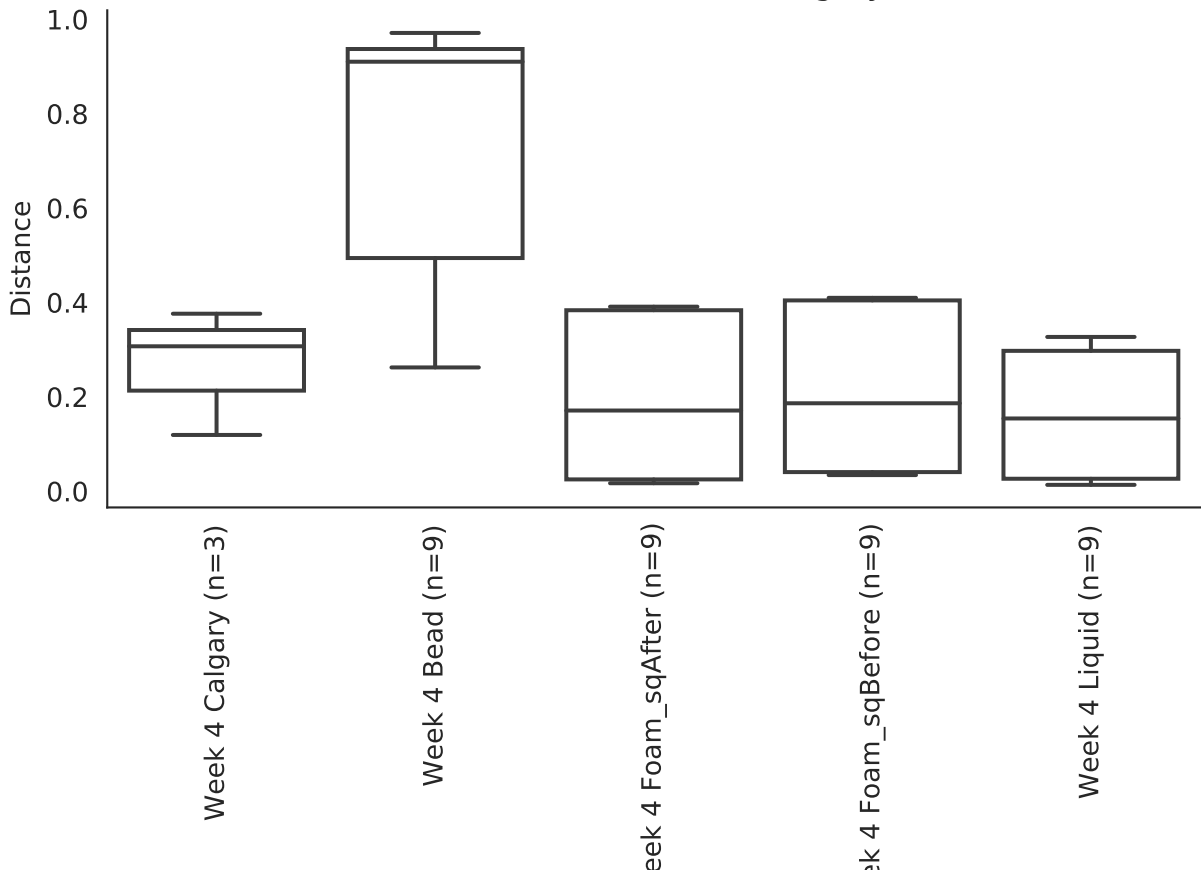 1.0
0.8
0.6
0.4
0.2
0.0
Distance
Week 4 Calgary (n=3)
Week 4 Bead (n=9)
eek 4 Foam_sqAfter (n=9)
ek 4 Foam_sqBefore (n=9)
Week 4 Liquid (n=9)